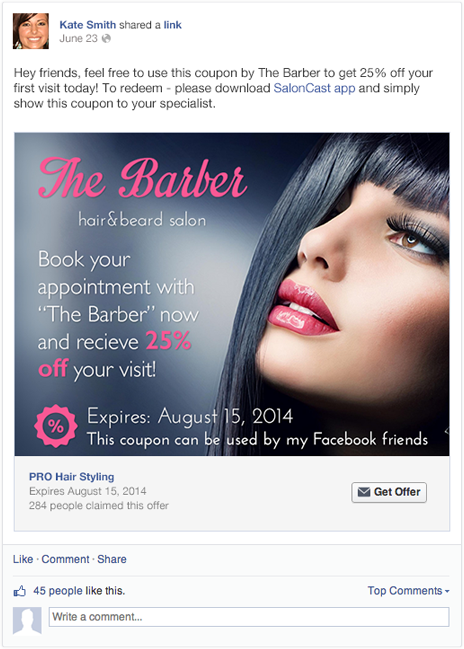 Kate Smith shared a link
June 23
Hey friends, feel free to use this coupon by The Barber to get 25% off your
first visit today! To redeem - please download SalonCast app and simply
show this coupon to your specialist.
The Barber
hair&beard salon
Book your
appointment with
“The Barber” now
and recieve 25%
off your visit!
%
Expires: August 15, 2014
This coupon can be used by my Facebook friends
PRO Hair Styling
Expires August 15, 2014
284 people claimed this offer
Get Offer
Like · Comment · Share
45 people like this.
Top Comments
Write a comment...